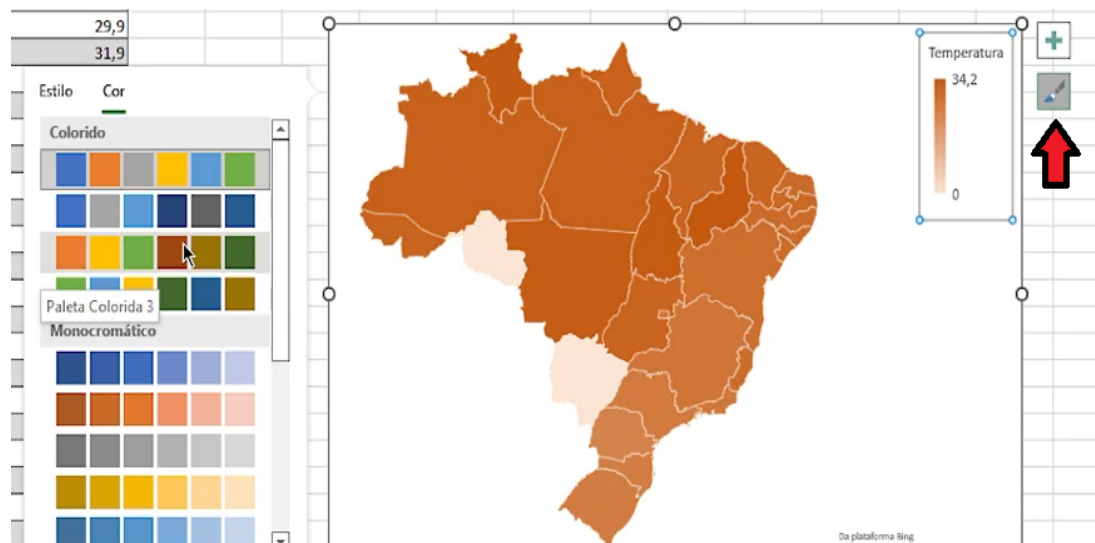 29,9
31,9
Estilo Cor
Colorido
Paleta Colorida 3
Monocromático
Temperatura
34,2
0
Da plataforma Bing